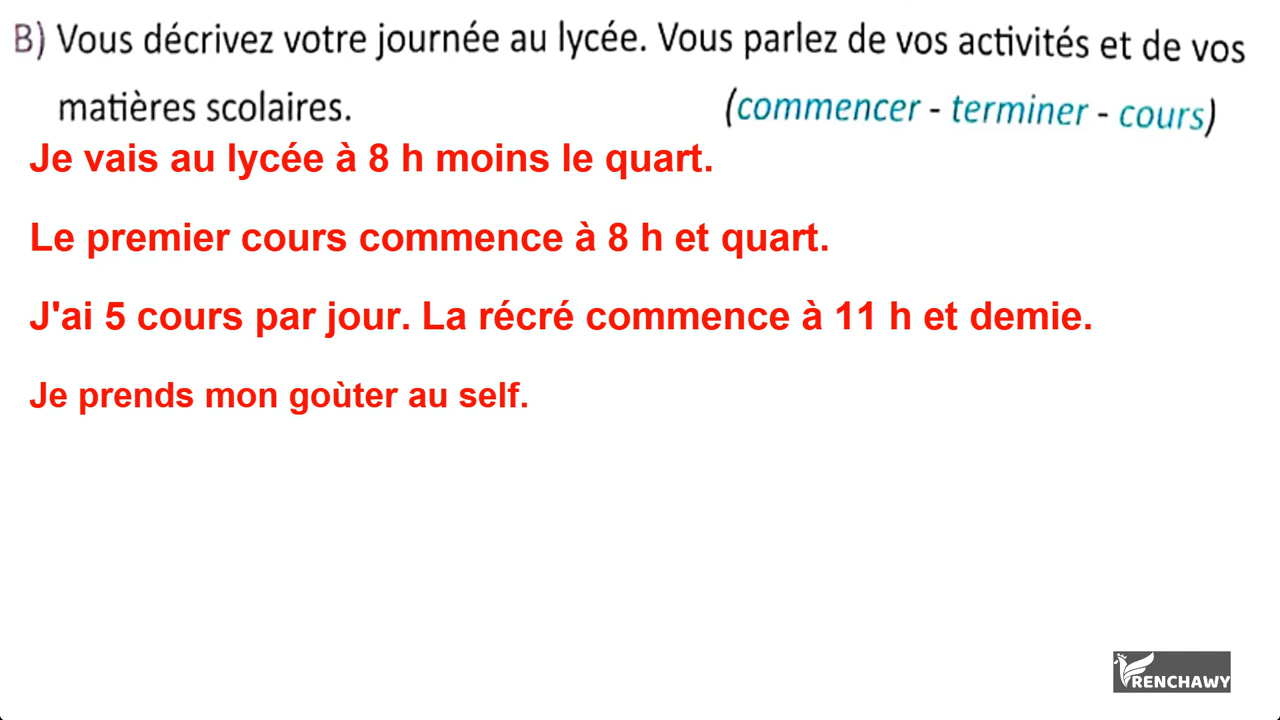 B) Vous décrivez votre journée au lycée. Vous parlez de vos activités et de vos
matières scolaires. (commencer - terminer - cours)
Je vais au lycée à 8 h moins le quart.
Le premier cours commence à 8 h et quart.
J'ai 5 cours par jour. La récré commence à 11 h et demie.
Je prends mon goùter au self.
FRENCHAWY